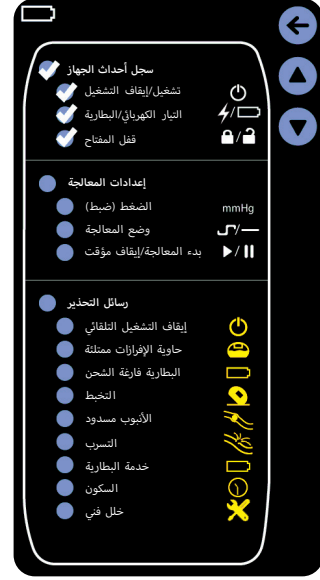 سجل أحداث الجهاز
تشغيل/إيقاف التشغيل
التيار الكهربائي/البطارية
قفل المفتاح
إعدادات المعالجة
الضغط (ضبط) mmHg
وضع المعالجة
بدء المعالجة/إيقاف مؤقت
رسائل التحذير
إيقاف التشغيل التلقائي
حاوية الإفرازات ممتلئة
البطارية فارغة الشحن
التخبط
الأنبوب مسدود
التسرب
خدمة البطارية
السكون
خلل فني